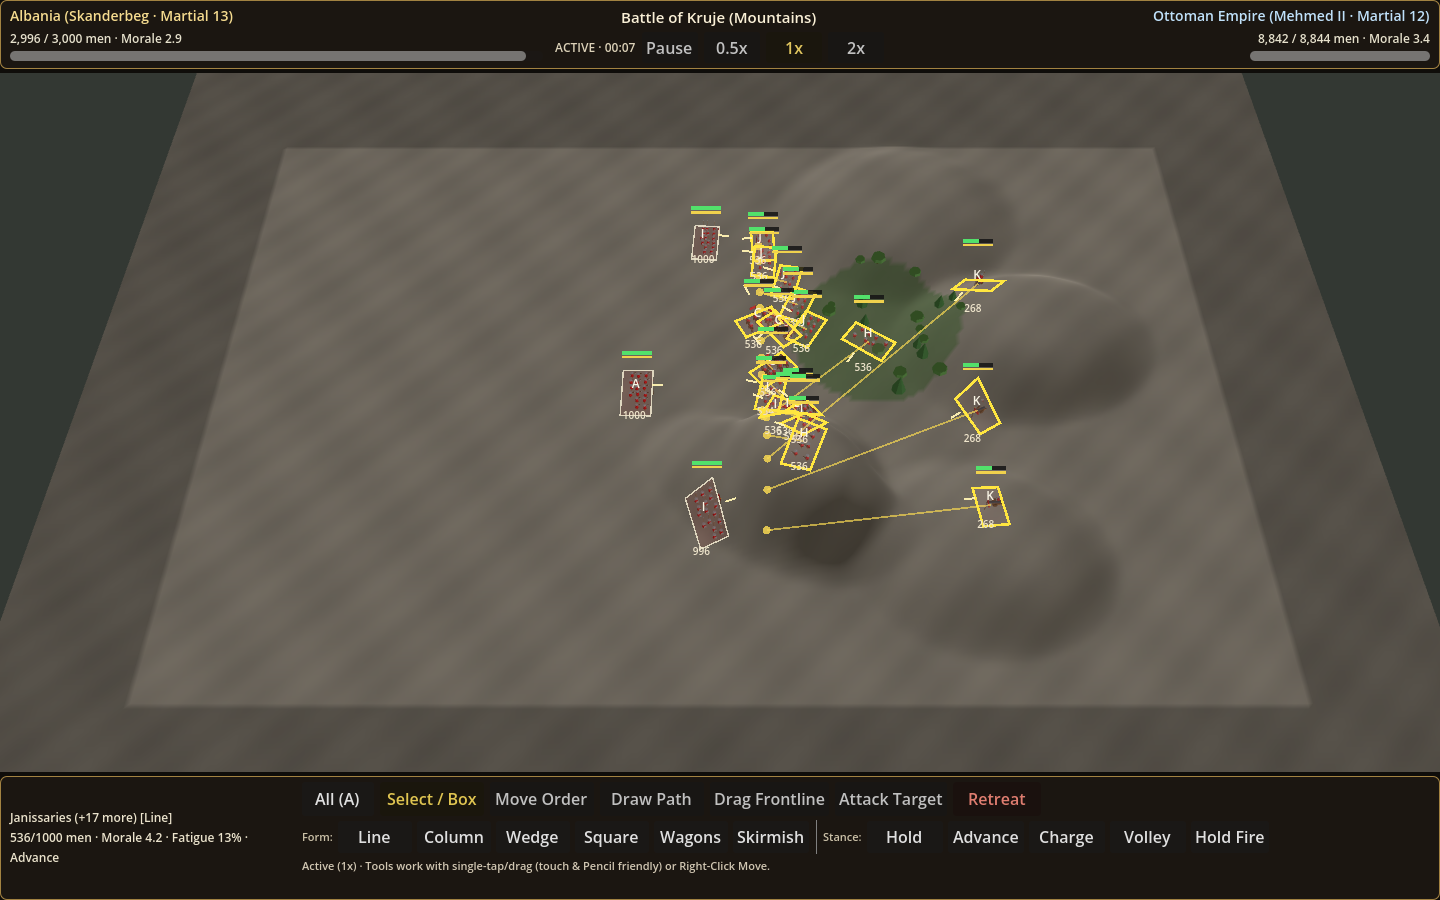 Albania (Skanderbeg · Martial 13)
2,996 / 3,000 men · Morale 2.9
Battle of Kruje (Mountains)
ACTIVE · 00:07 Pause 0.5x 1x 2x
Ottoman Empire (Mehmed II · Martial 12)
8,842 / 8,844 men · Morale 3.4
I
1000
A
1000
I
996
K
268
H
536
K
268
K
268
C
536
536
536
H
536
Janissaries (+17 more) [Line]
536/1000 men · Morale 4.2 · Fatigue 13% ·
Advance
All (A) Select / Box Move Order Draw Path Drag Frontline Attack Target Retreat
Form: Line Column Wedge Square Wagons Skirmish Stance: Hold Advance Charge Volley Hold Fire
Active (1x) · Tools work with single-tap/drag (touch & Pencil friendly) or Right-Click Move.